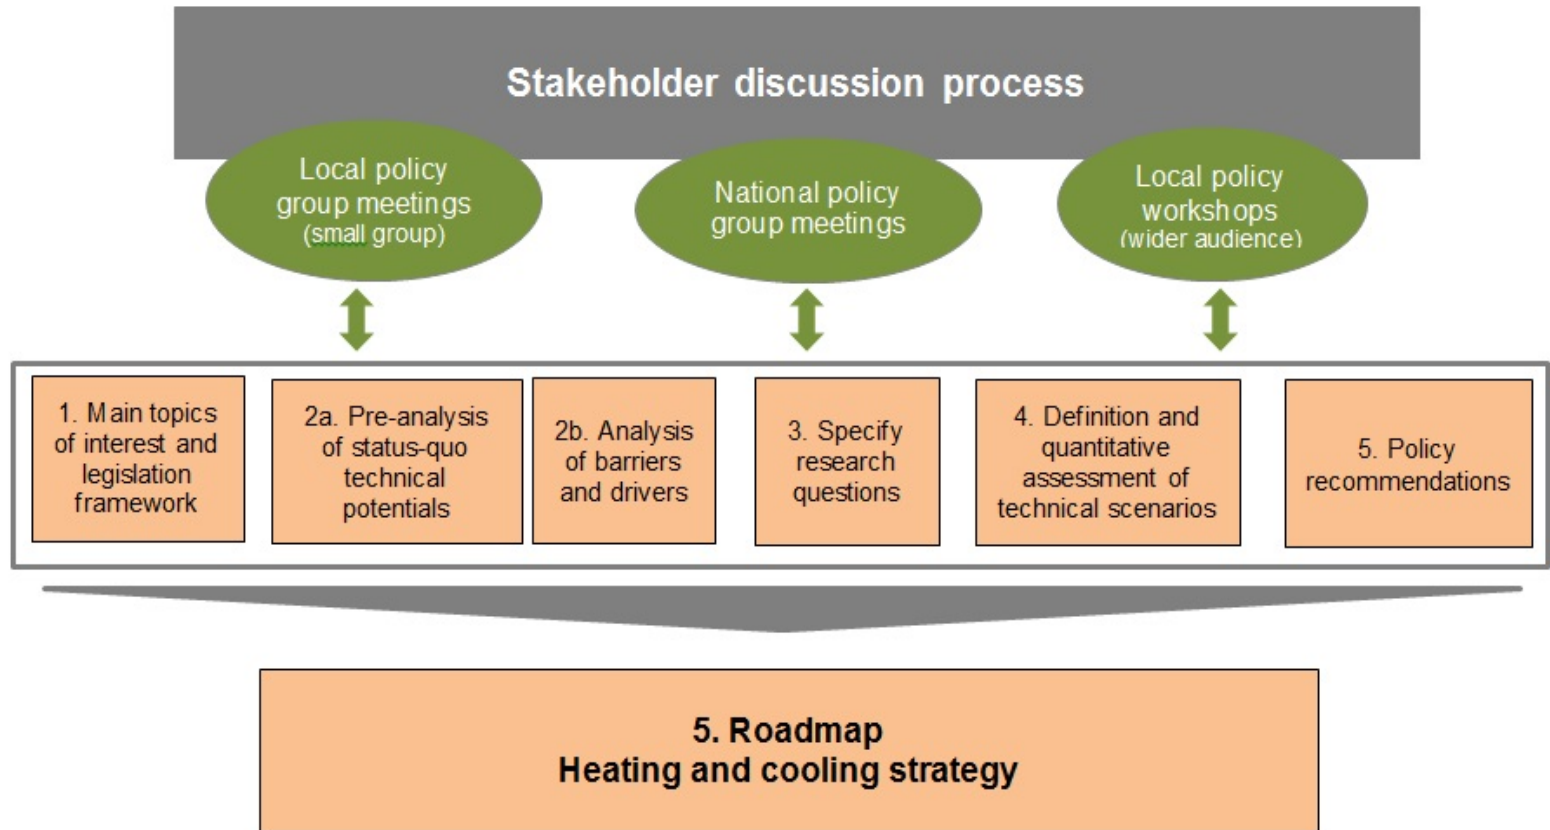 Stakeholder discussion process
Local policy
group meetings
(small group)
National policy
group meetings
Local policy
workshops
(wider audience)
1. Main topics
of interest and
legislation
framework
2a. Pre-analysis
of status-quo
technical
potentials
2b. Analysis
of barriers
and drivers
3. Specify
research
questions
4. Definition and
quantitative
assessment of
technical scenarios
5. Policy
recommendations
5. Roadmap
Heating and cooling strategy